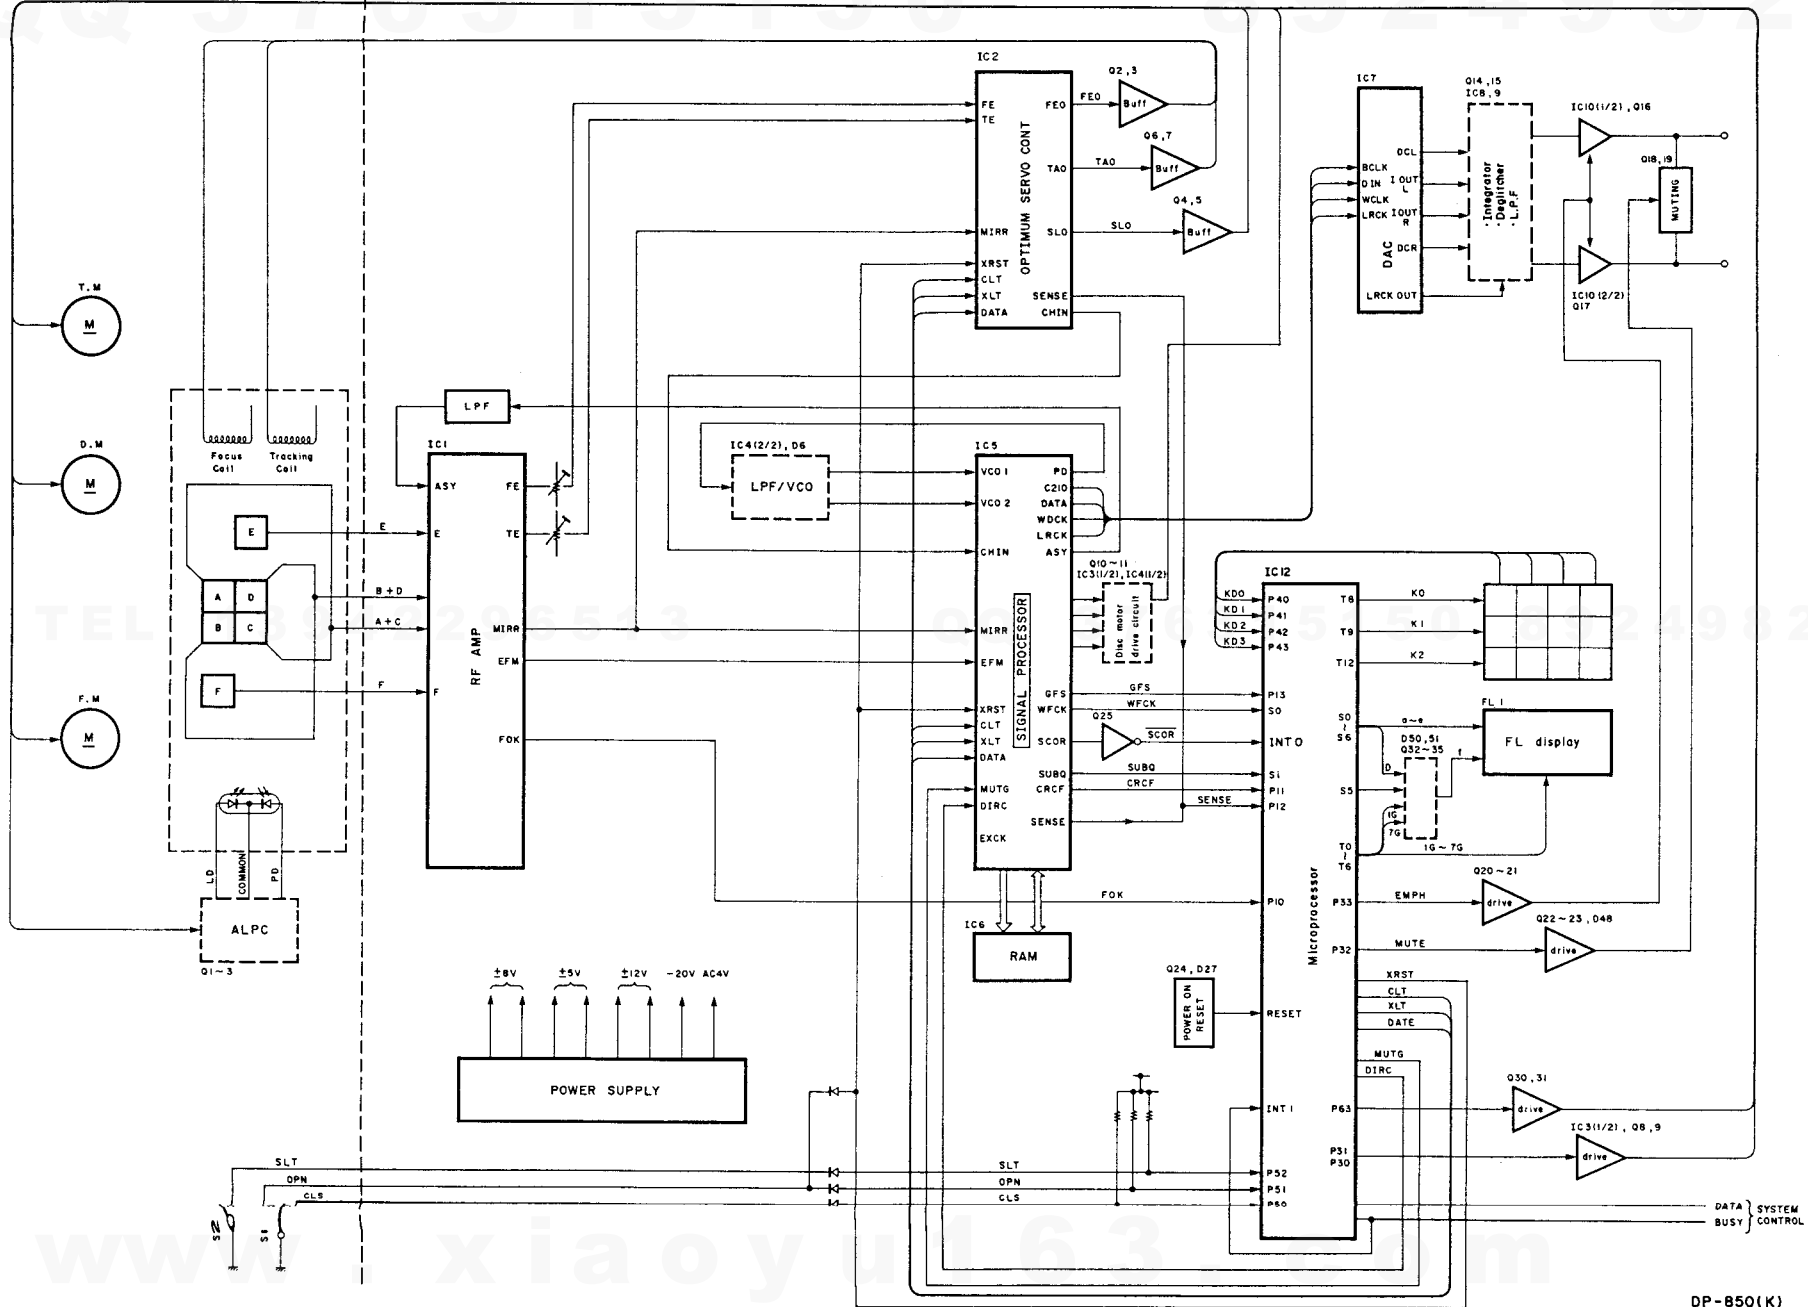 IC2
Q2,3
FE
TE
FEO
FEO
Buff
OPTIMUM SERVO CONT
Q6,7
TAO
TAO
Buff
Q4,5
MIRR
SLO
SLO
Buff
XRST
CLT
XLT
DATA
SENSE
CHIN
IC7
BCLK
DIN
WCLK
LRCK
DCL
I OUT L
IOUT R
DCR
DAC
LRCK OUT
Q14,15
IC8,9
· Integrator
· Deglitcher
· L.P.F
IC10(1/2), Q16
Q18,19
MUTING
IC10(2/2)
Q17
T.M
M
D.M
M
F.M
M
Focus Coil
Tracking Coil
E
A
D
B
C
F
LD
COMMON
PD
ALPC
Q1~3
E
B+D
A+C
F
LPF
IC1
ASY
E
F
FE
TE
MIRR
EFM
FOK
RF AMP
IC4(2/2), D6
LPF/VCO
IC5
VCO1
VCO2
CHIN
MIRR
EFM
XRST
CLT
XLT
DATA
MUTG
DIRC
EXCK
PD
C210
DATA
WDCK
LRCK
ASY
GFS
WFCK
SCOR
SUBQ
CRCF
SENSE
SIGNAL PROCESSOR
Q10~11
IC3(1/2), IC4(1/2)
Disc motor
drive circuit
GFS
WFCK
Q25
SCOR
SUBQ
CRCF
SENSE
FOK
IC6
RAM
IC12
KD0
KD1
KD2
KD3
P40
P41
P42
P43
P13
S0
INT0
Si
P11
P12
P10
RESET
INT1
P52
P51
P50
Microprocessor
T8
T9
T12
S0
~
S6
S5
T0
~
T6
P33
P32
P63
P31
P30
K0
K1
K2
FL1
FL display
a~e
D50,51
Q32~35
D
f
1G
7G
1G~7G
Q20~21
EMPH
drive
Q22~23, D48
MUTE
drive
XRST
CLT
XLT
DATE
MUTG
DIRC
Q30,31
drive
IC3(1/2), Q8,9
drive
Q24, D27
POWER ON
RESET
±8V
±5V
±12V
-20V
AC4V
POWER SUPPLY
SLT
OPN
CLS
SLT
OPN
CLS
S2
S1
DATA
BUSY
SYSTEM
CONTROL
www.xiaoyu163.com
DP-850(K)